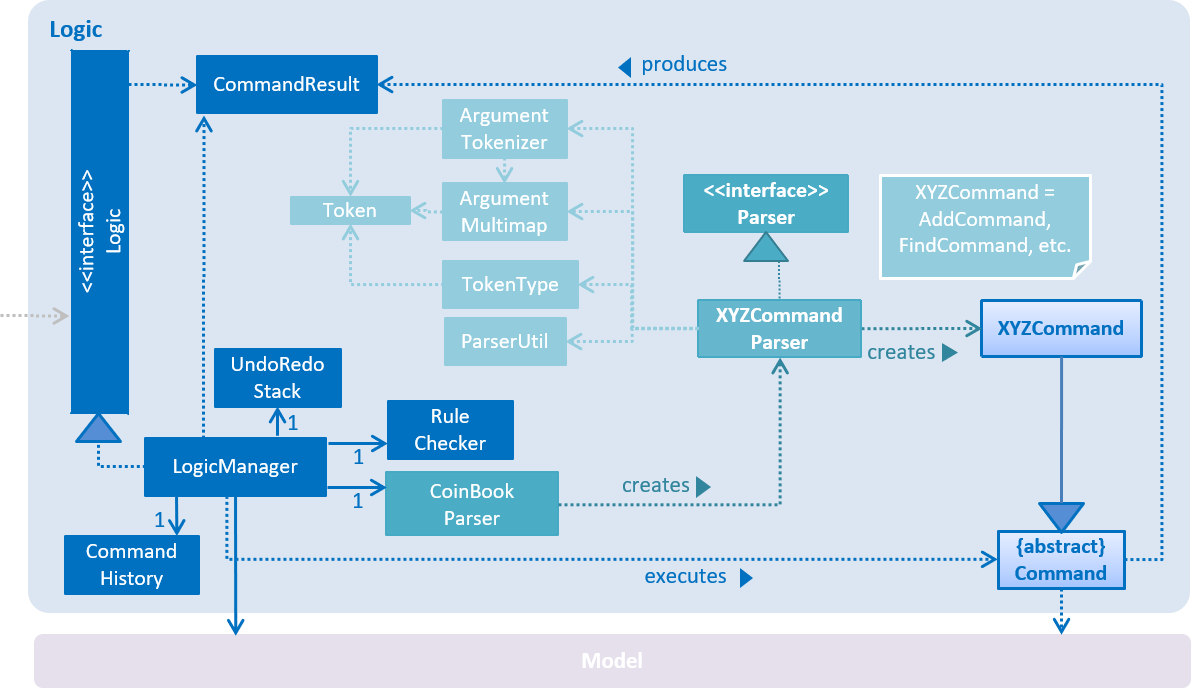 Logic
<<interface>>
Logic
CommandResult
◀ produces
Argument
Tokenizer
Token
Argument
Multimap
TokenType
ParserUtil
<<interface>>
Parser
XYZCommand =
AddCommand,
FindCommand, etc.
XYZCommand
Parser
creates ▶
XYZCommand
UndoRedo
Stack
1
Rule
Checker
1
LogicManager
CoinBook
Parser
1
creates ▶
1
Command
History
executes ▶
{abstract}
Command
Model